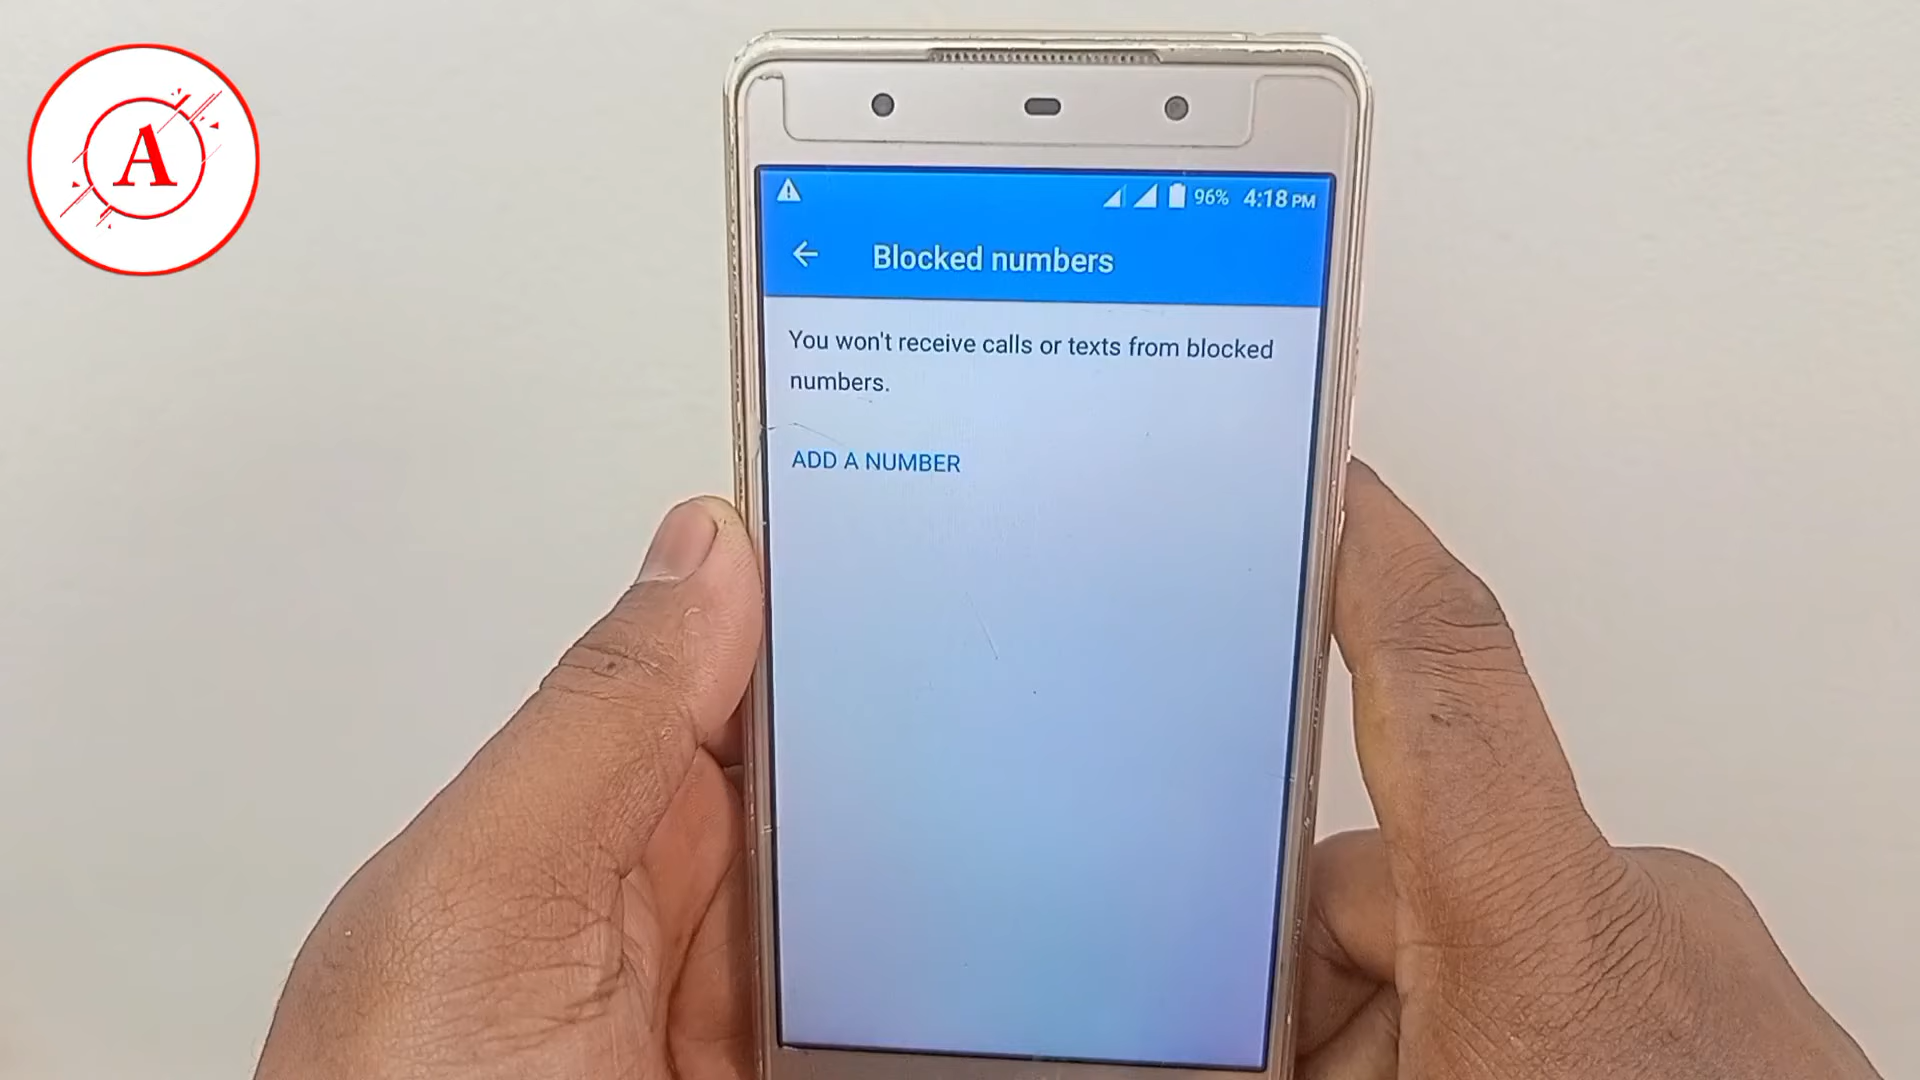 A
96% 4:18 PM
Blocked numbers
You won't receive calls or texts from blocked
numbers.
ADD A NUMBER